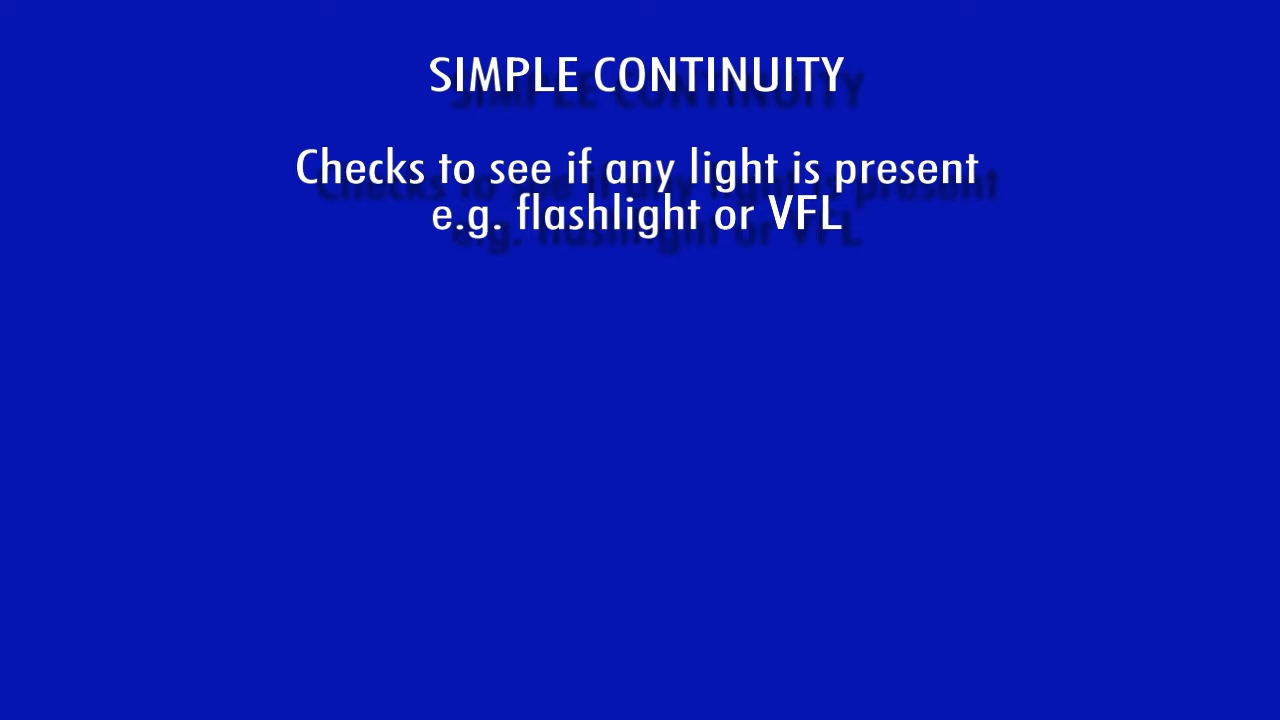 SIMPLE CONTINUITY
Checks to see if any light is present
e.g. flashlight or VFL